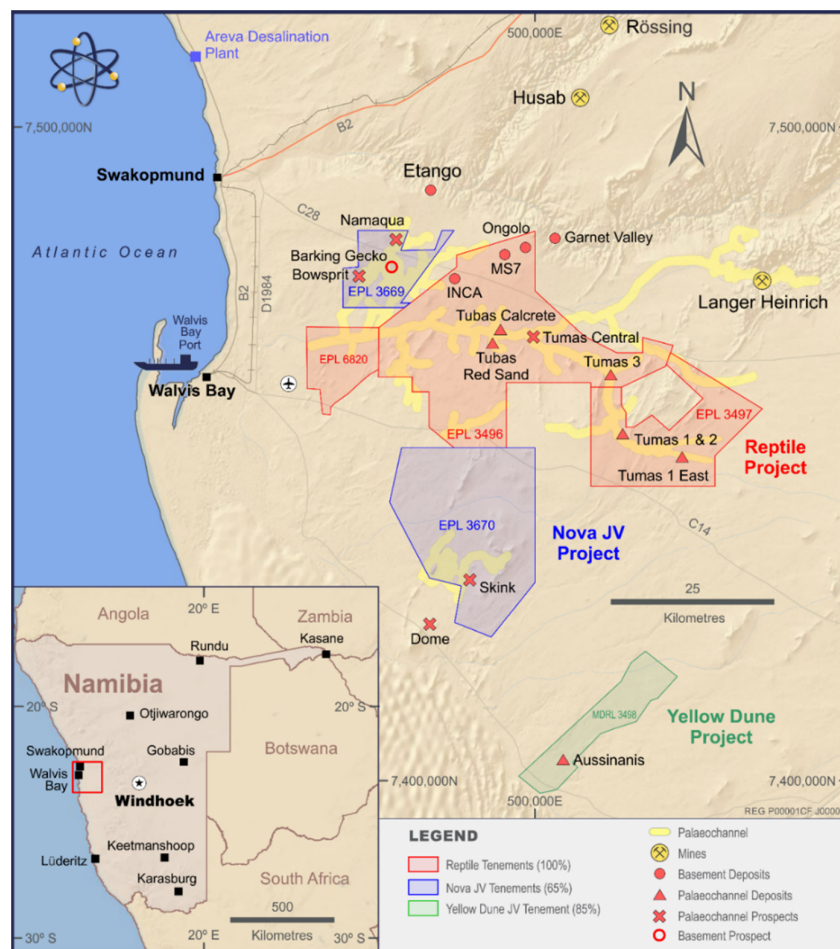 Areva Desalination
Plant
500,000E
Rössing
Husab
N
7,500,000N
7,500,000N
B2
Swakopmund
Etango
C28
Namaqua
Ongolo
Garnet Valley
Atlantic Ocean
Barking Gecko
Bowsprit
MS7
B2
D1984
EPL 3669
INCA
Langer Heinrich
Walvis
Bay
Port
Tubas Calcrete
Tumas Central
EPL 6820
Tubas
Red Sand
Tumas 3
Walvis Bay
EPL 3497
EPL 3496
Tumas 1 & 2
Reptile
Project
Tumas 1 East
EPL 3670
Nova JV
Project
C14
Skink
25
Kilometres
Dome
MDRL 3498
Yellow Dune
Project
Aussinanis
7,400,000N
7,400,000N
500,000E
REG P00001CF J0000
Angola
20° E
Zambia
Rundu
Kasane
Namibia
20° S
20° S
Otjiwarongo
Botswana
Swakopmund
Gobabis
Walvis
Bay
Windhoek
Keetmanshoop
Lüderitz
Karasburg
South Africa
500
Kilometres
30° S
20° E
30° S
LEGEND
Reptile Tenements (100%)
Nova JV Tenements (65%)
Yellow Dune JV Tenement (85%)
Palaeochannel
Mines
Basement Deposits
Palaeochannel Deposits
Palaeochannel Prospects
Basement Prospect